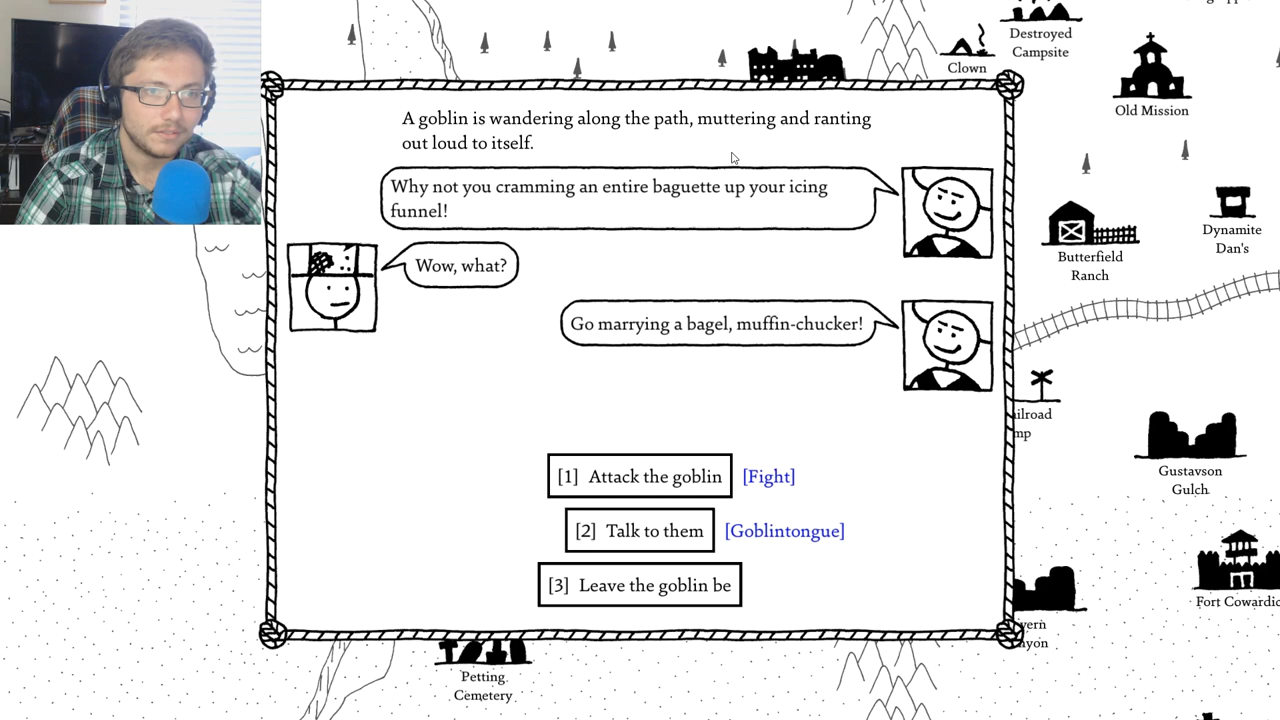 Destroyed
Campsite
Clown
Old Mission
A goblin is wandering along the path, muttering and ranting
out loud to itself.
Why not you cramming an entire baguette up your icing
funnel!
Wow, what?
Go marrying a bagel, muffin-chucker!
[1] Attack the goblin [Fight]
[2] Talk to them [Goblintongue]
[3] Leave the goblin be
Dynamite
Dan's
Butterfield
Ranch
ilroad
mp
Gustavson
Gulch
Fort Cowardic
vern
nyon
Petting
Cemetery